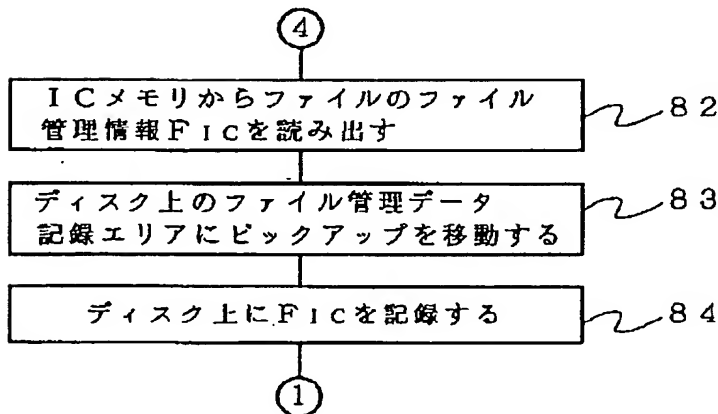 ④
ICメモリからファイルのファイル
管理情報FICを読み出す
82
ディスク上のファイル管理データ
記録エリアにピックアップを移動する
83
ディスク上にFICを記録する
84
①